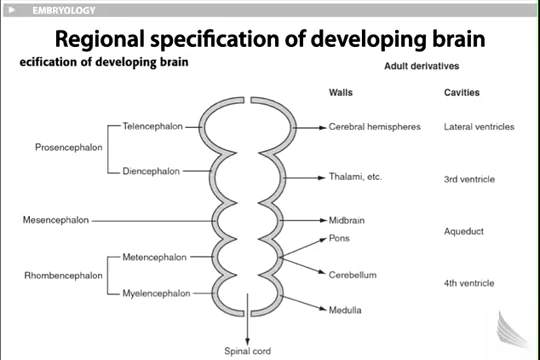 EMBRYOLOGY
Regional specification of developing brain
ecification of developing brain
Adult derivatives
Walls
Cavities
Telencephalon
Cerebral hemispheres
Lateral ventricles
Prosencephalon
Diencephalon
Thalami, etc.
3rd ventricle
Mesencephalon
Midbrain
Pons
Aqueduct
Metencephalon
Rhombencephalon
Cerebellum
4th ventricle
Myelencephalon
Medulla
Spinal cord